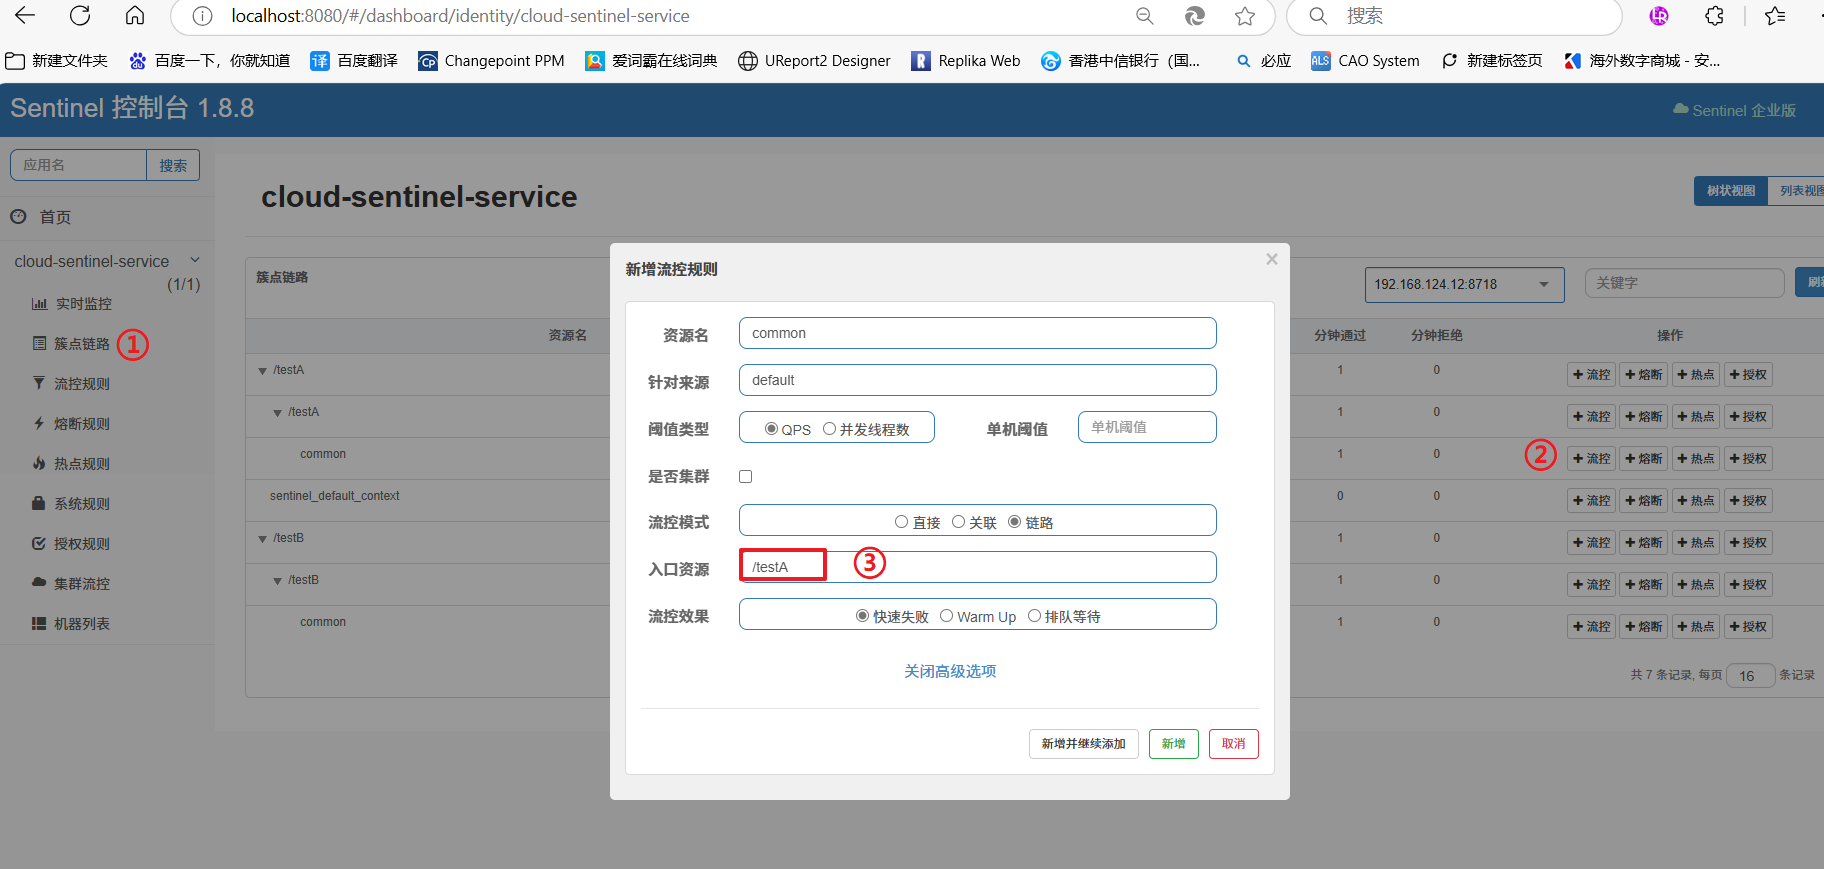 localhost:8080/#/dashboard/identity/cloud-sentinel-service
搜索
新建文件夹 百度一下，你就知道 译 百度翻译 CP Changepoint PPM 爱词霸在线词典 UReport2 Designer R Replika Web 香港中信银行（国... 必应 ALS CAO System 新建标签页 海外数字商城 - 安...
Sentinel 控制台 1.8.8
Sentinel 企业版
应用名 搜索
首页
cloud-sentinel-service
(1/1)
实时监控
簇点链路 ①
流控规则
熔断规则
热点规则
系统规则
授权规则
集群流控
机器列表
cloud-sentinel-service
树状视图 列表视图
簇点链路
192.168.124.12:8718 关键字
资源名 分钟通过 分钟拒绝 操作
/testA 1 0 流控 熔断 热点 授权
/testA 1 0 流控 熔断 热点 授权
common 1 0 ② 流控 熔断 热点 授权
sentinel_default_context 0 0 流控 熔断 热点 授权
/testB 1 0 流控 熔断 热点 授权
/testB 1 0 流控 熔断 热点 授权
common 1 0 流控 熔断 热点 授权
共 7 条记录, 每页 16 条记录
新增流控规则 ×
资源名 common
针对来源 default
阈值类型 QPS 并发线程数 单机阈值 单机阈值
是否集群
流控模式 直接 关联 链路
入口资源 /testA ③
流控效果 快速失败 Warm Up 排队等待
关闭高级选项
新增并继续添加 新增 取消